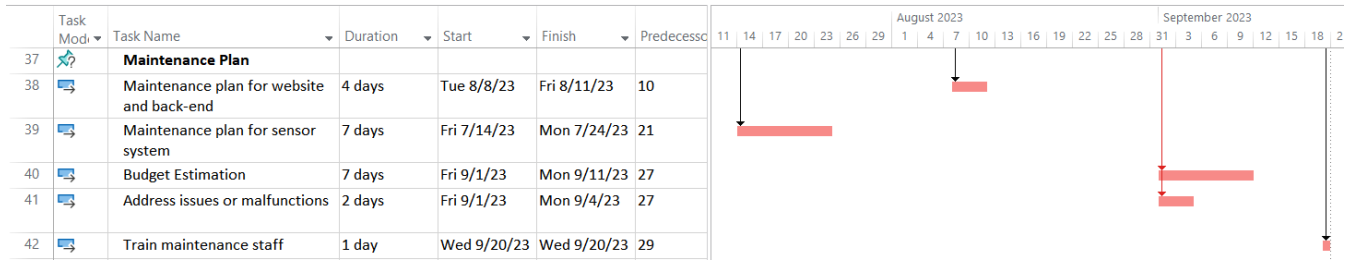 Task
Mode Task Name Duration Start Finish Predecesso
August 2023 September 2023
11 14 17 20 23 26 29 1 4 7 10 13 16 19 22 25 28 31 3 6 9 12 15 18 2
37 Maintenance Plan
38 Maintenance plan for website 4 days Tue 8/8/23 Fri 8/11/23 10
and back-end
39 Maintenance plan for sensor 7 days Fri 7/14/23 Mon 7/24/23 21
system
40 Budget Estimation 7 days Fri 9/1/23 Mon 9/11/23 27
41 Address issues or malfunctions 2 days Fri 9/1/23 Mon 9/4/23 27
42 Train maintenance staff 1 day Wed 9/20/23 Wed 9/20/23 29